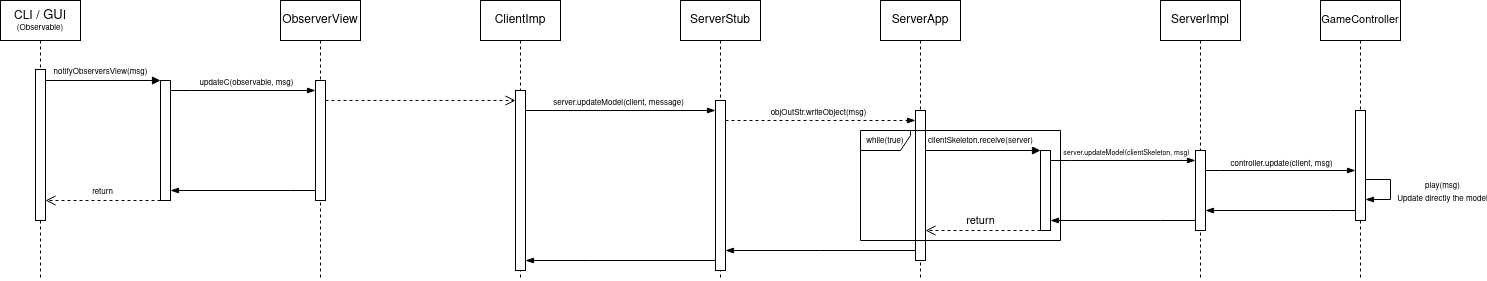 CLI / GUI
(Observable)
ObserverView
ClientImp
ServerStub
ServerApp
ServerImpl
GameController
notifyObserversView(msg)
updateC(observable, msg)
server.updateModel(client, message)
objOutStr.writeObject(msg)
while(true)
clientSkeleton.receive(server)
server.updateModel(clientSkeleton, msg)
controller.update(client, msg)
play(msg)
Update directly the model
return
return